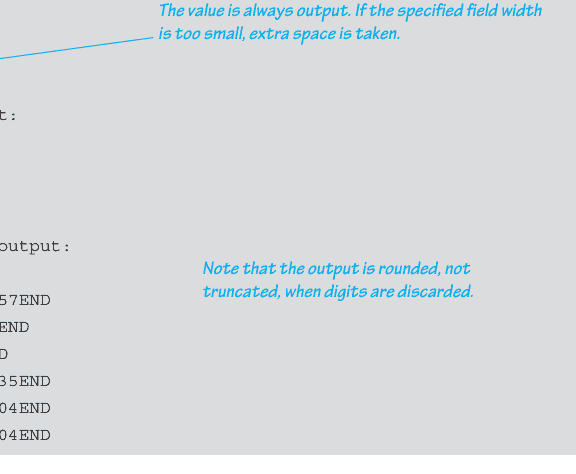 The value is always output. If the specified field width
is too small, extra space is taken.
t:
output:
Note that the output is rounded, not
truncated, when digits are discarded.
57END
END
D
35END
04END
04END